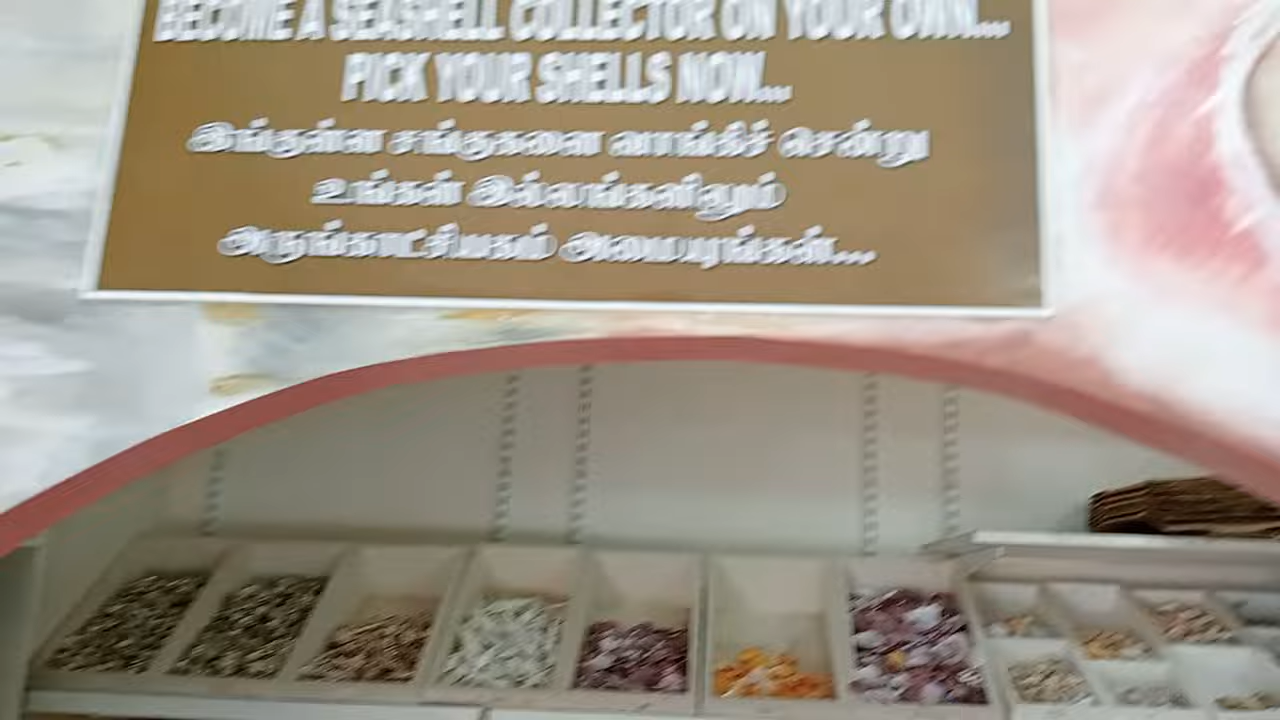 BECOME A SEASHELL COLLECTOR ON YOUR OWN...
PICK YOUR SHELLS NOW...
இங்குள்ள சங்குகளை வாங்கிச் சென்று
உங்கள் இல்லங்களிலும்
அருங்காட்சியகம் அமையுங்கள்...